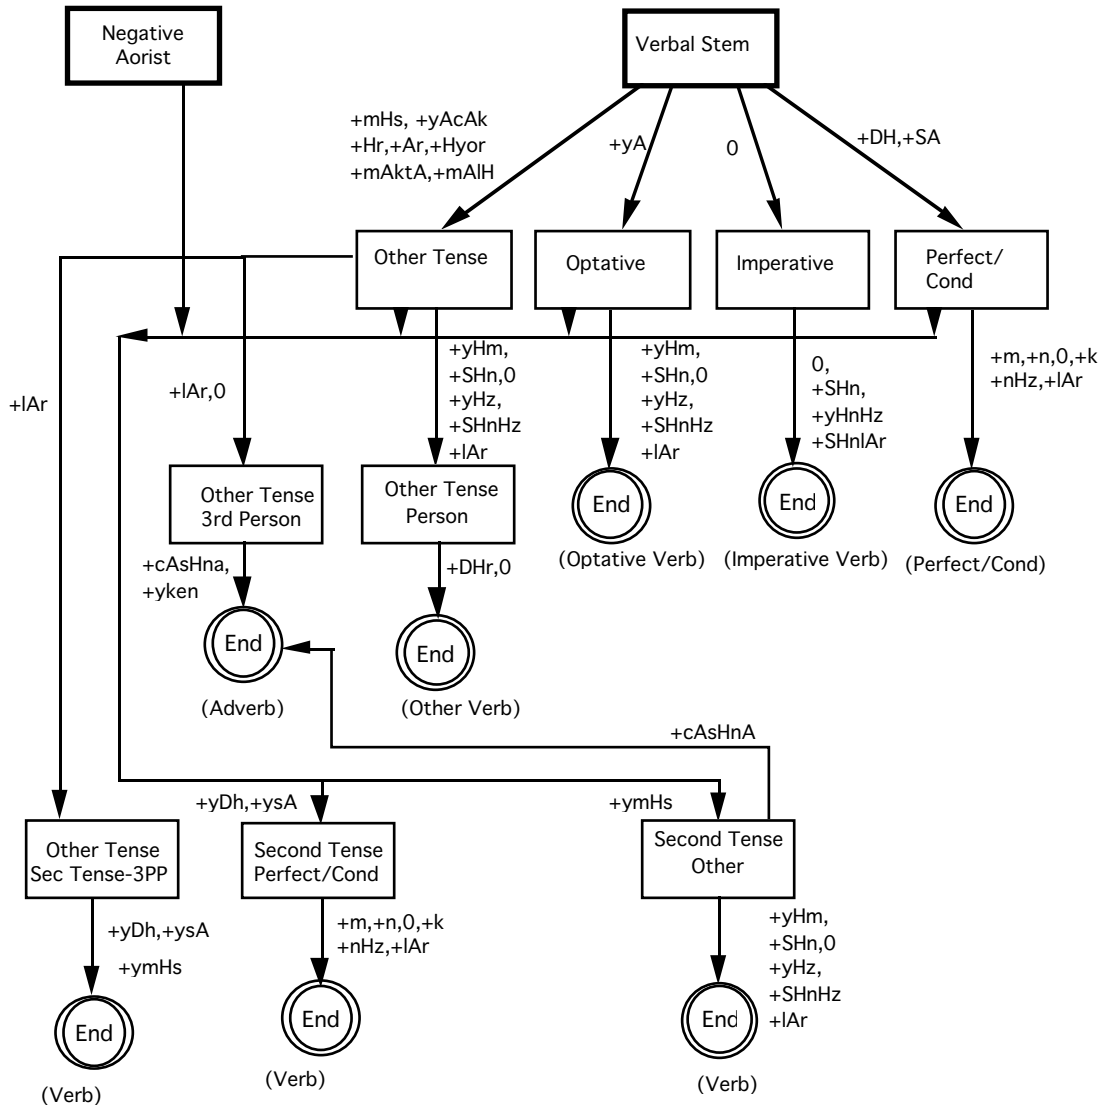 Negative
Aorist
Verbal Stem
+mHs, +yAcAk
+Hr,+Ar,+Hyor
+mAktA,+mAlH
+yA
0
+DH,+SA
Other Tense
Optative
Imperative
Perfect/
Cond
+lAr
+lAr,0
+yHm,
+SHn,0
+yHz,
+SHnHz
+lAr
+yHm,
+SHn,0
+yHz,
+SHnHz
+lAr
0,
+SHn,
+yHnHz
+SHnlAr
+m,+n,0,+k
+nHz,+lAr
Other Tense
3rd Person
Other Tense
Person
End
(Optative Verb)
End
(Imperative Verb)
End
(Perfect/Cond)
+cAsHna,
+yken
+DHr,0
End
(Adverb)
End
(Other Verb)
+cAsHnA
+yDh,+ysA
+ymHs
Other Tense
Sec Tense-3PP
Second Tense
Perfect/Cond
Second Tense
Other
+yDh,+ysA
+ymHs
+m,+n,0,+k
+nHz,+lAr
+yHm,
+SHn,0
+yHz,
+SHnHz
+lAr
End
(Verb)
End
(Verb)
End
(Verb)